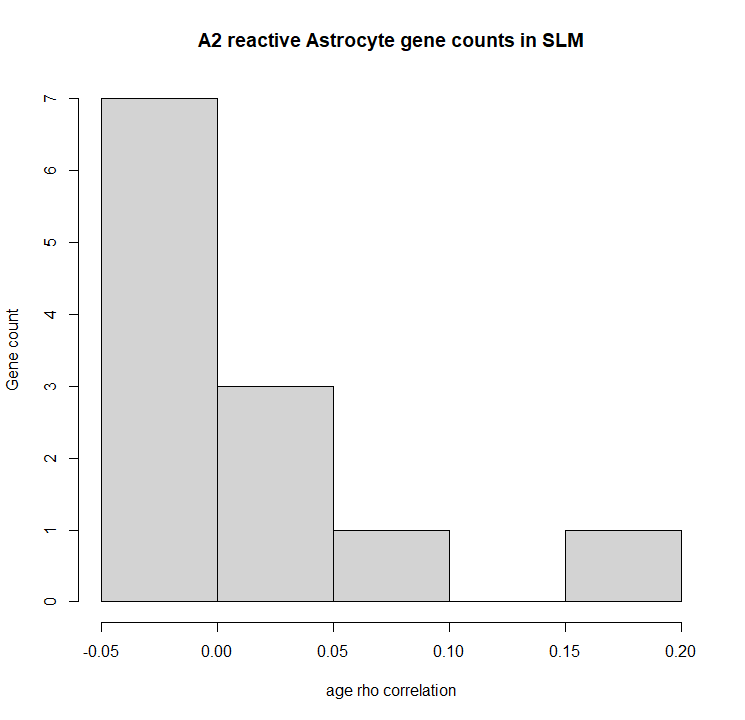 A2 reactive Astrocyte gene counts in SLM
7
6
5
4
3
2
1
0
Gene count
-0.05 0.00 0.05 0.10 0.15 0.20
age rho correlation